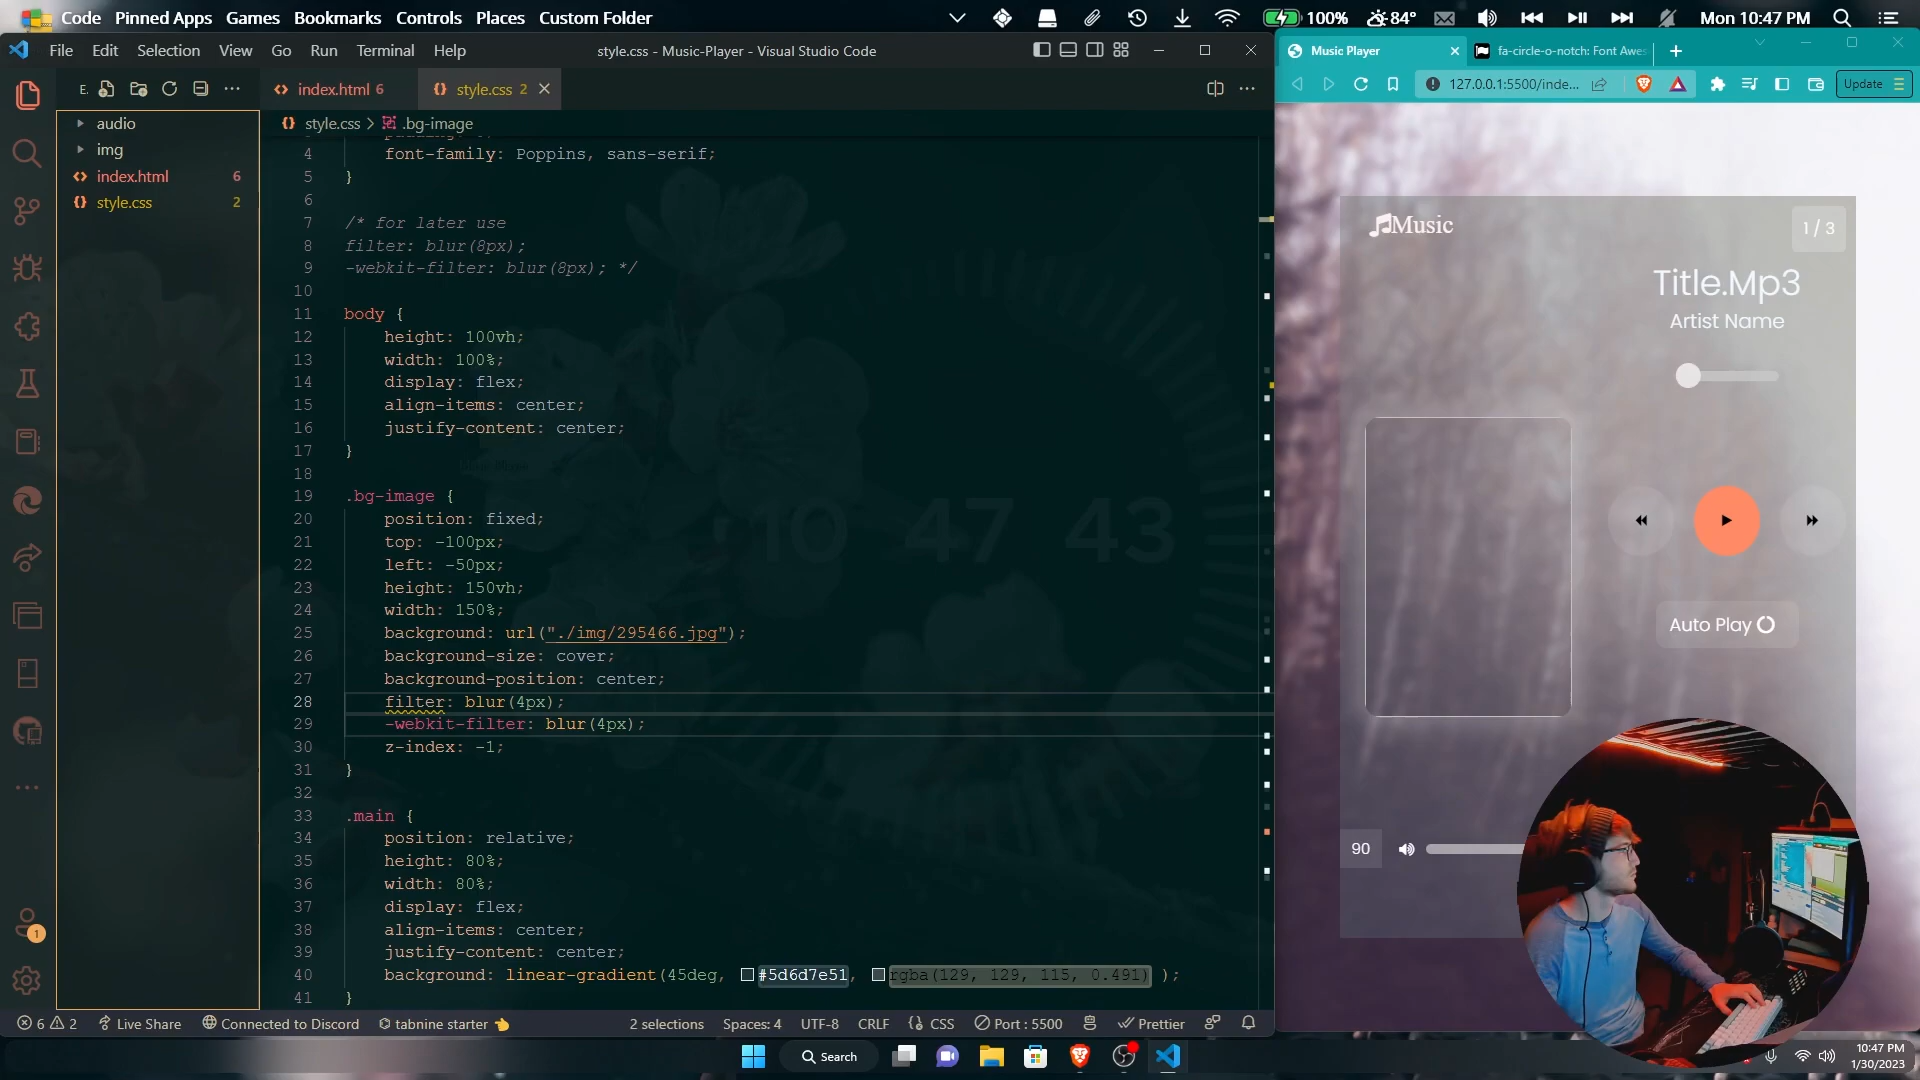 Code Pinned Apps Games Bookmarks Controls Places Custom Folder
100% 84° Mon 10:47 PM
File Edit Selection View Go Run Terminal Help
style.css - Music-Player - Visual Studio Code
E.
index.html 6
style.css 2
style.css > .bg-image
audio
img
index.html 6
style.css 2
4 font-family: Poppins, sans-serif;
5 }
6
7 /* for later use
8 filter: blur(8px);
9 -webkit-filter: blur(8px); */
10
11 body {
12 height: 100vh;
13 width: 100%;
14 display: flex;
15 align-items: center;
16 justify-content: center;
17 }
18
19 .bg-image {
20 position: fixed;
21 top: -100px;
22 left: -50px;
23 height: 150vh;
24 width: 150%;
25 background: url("./img/295466.jpg");
26 background-size: cover;
27 background-position: center;
28 filter: blur(4px);
29 -webkit-filter: blur(4px);
30 z-index: -1;
31 }
32
33 .main {
34 position: relative;
35 height: 80%;
36 width: 80%;
37 display: flex;
38 align-items: center;
39 justify-content: center;
40 background: linear-gradient(45deg, #5d6d7e51, rgba(129, 129, 115, 0.491) );
41 }
10 47 43
1
6 2 Live Share Connected to Discord tabnine starter 2 selections Spaces: 4 UTF-8 CRLF CSS Port : 5500 Prettier
Music Player
fa-circle-o-notch: Font Awes
127.0.0.1:5500/inde...
Update
Music
1 / 3
Title.Mp3
Artist Name
Auto Play
90
Search
10:47 PM
1/30/2023